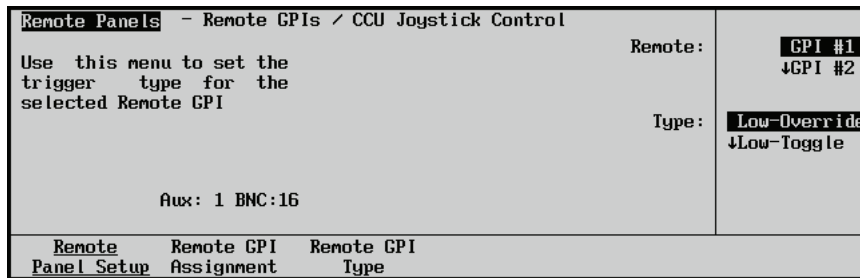 Remote Panels - Remote GPIs / CCU Joystick Control
Use this menu to set the
trigger type for the
selected Remote GPI
Remote: GPI #1
↓GPI #2
Type: Low-Override
↓Low-Toggle
Aux: 1 BNC:16
Remote Panel Setup
Remote GPI Assignment
Remote GPI Type